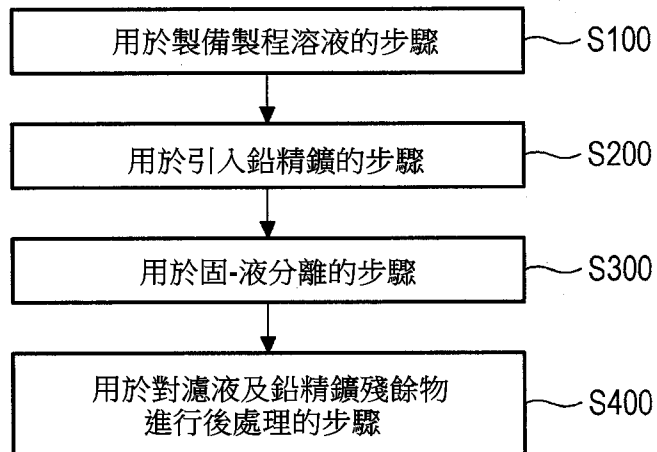 用於製備製程溶液的步驟 S100
用於引入鉛精鑛的步驟 S200
用於固-液分離的步驟 S300
用於對濾液及鉛精鑛殘餘物
進行後處理的步驟 S400